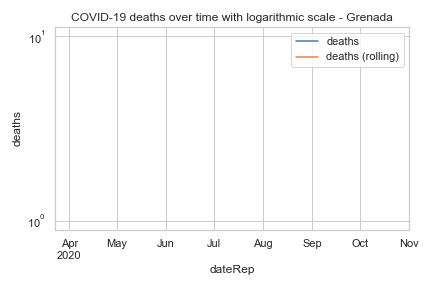 COVID-19 deaths over time with logarithmic scale - Grenada
10¹
deaths
deaths (rolling)
deaths
10⁰
Apr May Jun Jul Aug Sep Oct Nov
2020
dateRep